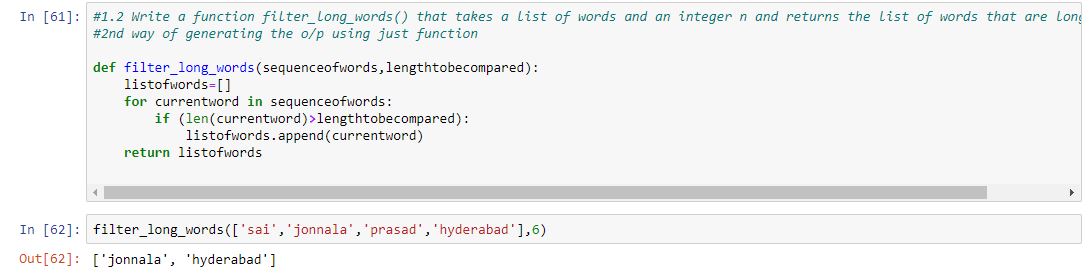 In [61]: #1.2 Write a function filter_long_words() that takes a list of words and an integer n and returns the list of words that are
#2nd way of generating the o/p using just function
def filter_long_words(sequenceofwords,lengthtobecompared):
    listofwords=[]
    for currentword in sequenceofwords:
        if (len(currentword)>lengthtobecompared):
            listofwords.append(currentword)
    return listofwords
In [62]: filter_long_words(['sai','jonnala','prasad','hyderabad'],6)
Out[62]: ['jonnala', 'hyderabad']